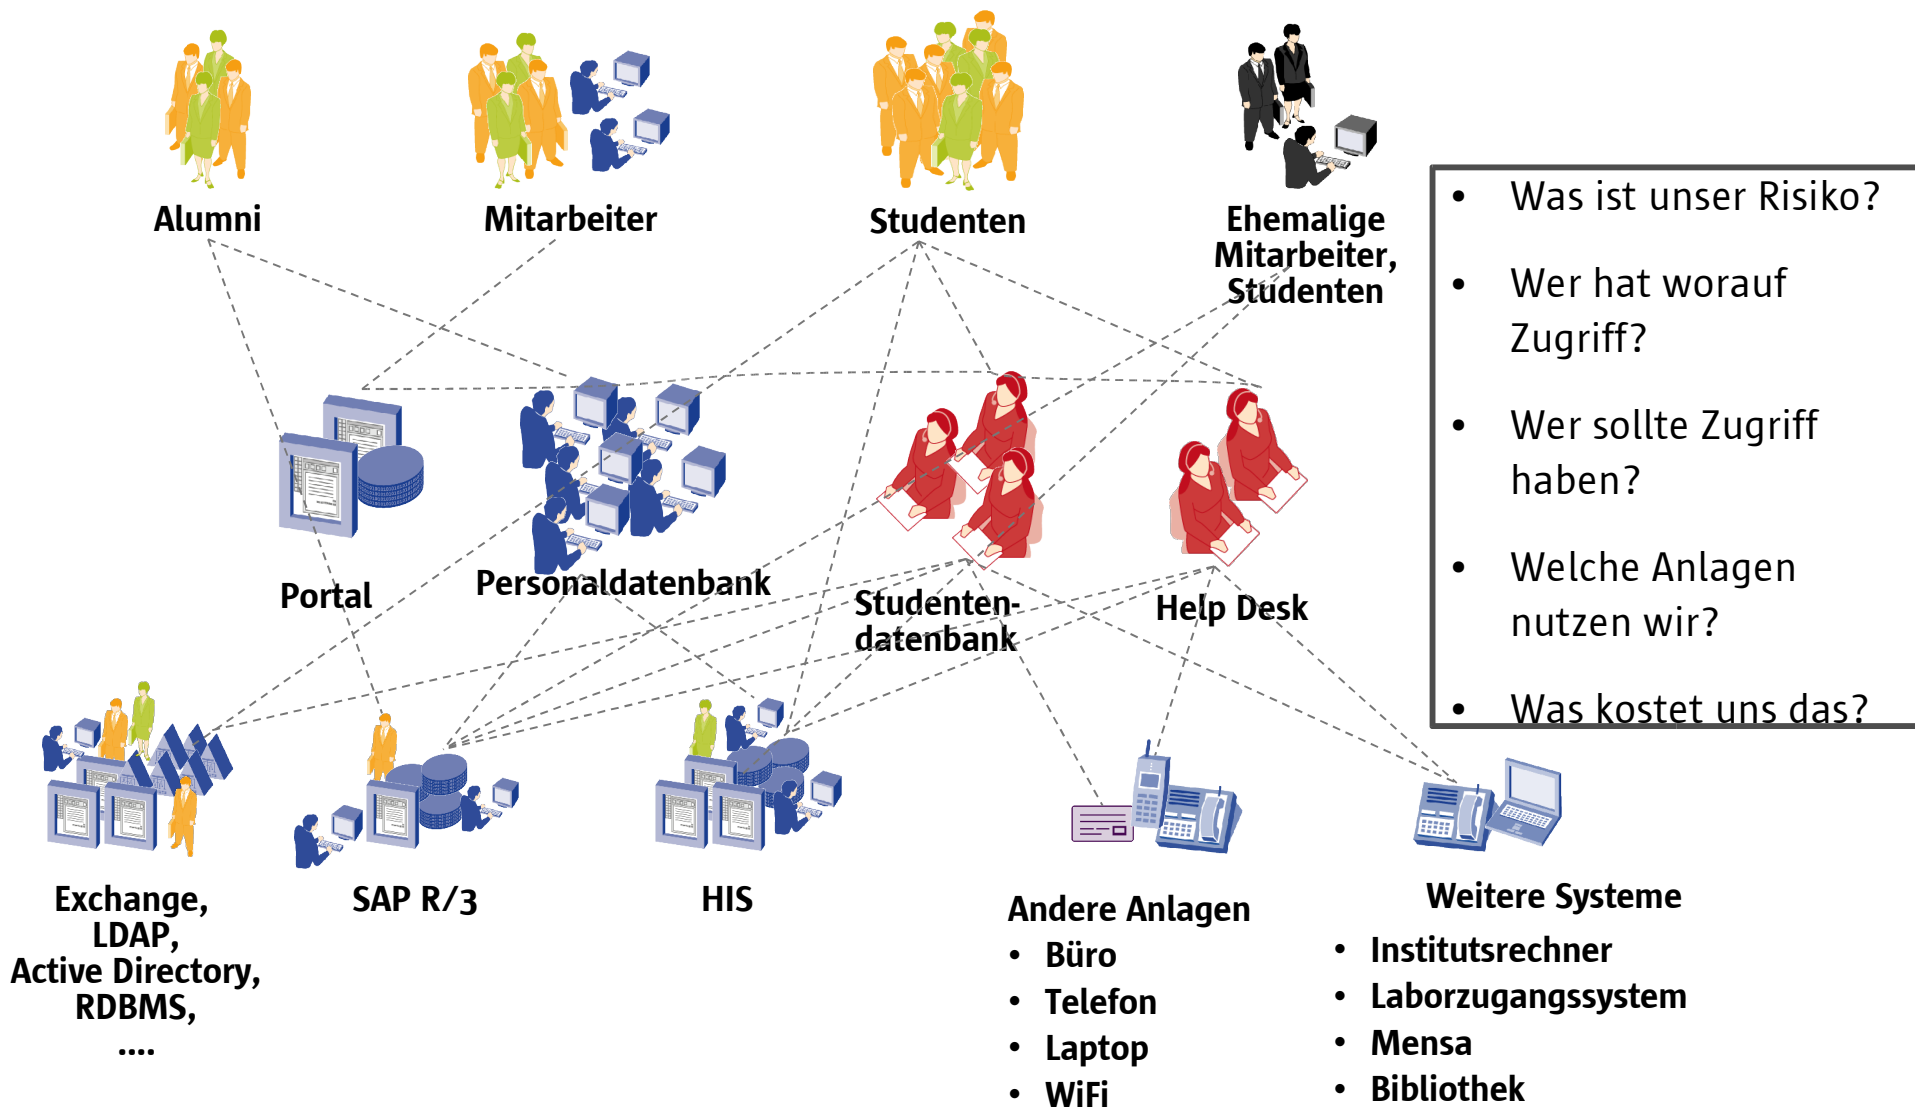 Alumni
Mitarbeiter
Studenten
Ehemalige
Mitarbeiter,
Studenten
• Was ist unser Risiko?
• Wer hat worauf
Zugriff?
• Wer sollte Zugriff
haben?
• Welche Anlagen
nutzen wir?
• Was kostet uns das?
Portal
Personaldatenbank
Studenten-
datenbank
Help Desk
Exchange,
LDAP,
Active Directory,
RDBMS,
....
SAP R/3
HIS
Andere Anlagen
• Büro
• Telefon
• Laptop
• WiFi
Weitere Systeme
• Institutsrechner
• Laborzugangssystem
• Mensa
• Bibliothek